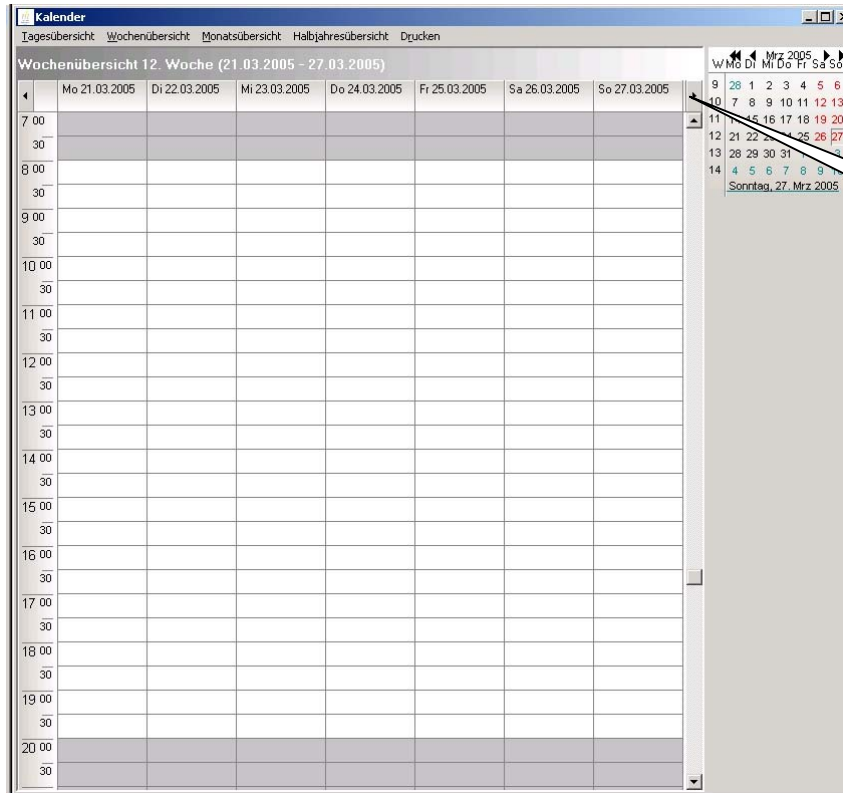 Kalender
Tagesübersicht Wochenübersicht Monatsübersicht Halbjahresübersicht Drucken
Wochenübersicht 12. Woche (21.03.2005 - 27.03.2005)
Mo 21.03.2005 Di 22.03.2005 Mi 23.03.2005 Do 24.03.2005 Fr 25.03.2005 Sa 26.03.2005 So 27.03.2005
7 00
30
8 00
30
9 00
30
10 00
30
11 00
30
12 00
30
13 00
30
14 00
30
15 00
30
16 00
30
17 00
30
18 00
30
19 00
30
20 00
30
Mrz 2005
W Mo Di Mi Do Fr Sa So
9 28 1 2 3 4 5 6
10 7 8 9 10 11 12 13
11 15 16 17 18 19 20
12 21 22 25 26 27
13 28 29 30 31 3
14 4 5 6 7 8 9
Sonntag, 27. Mrz 2005